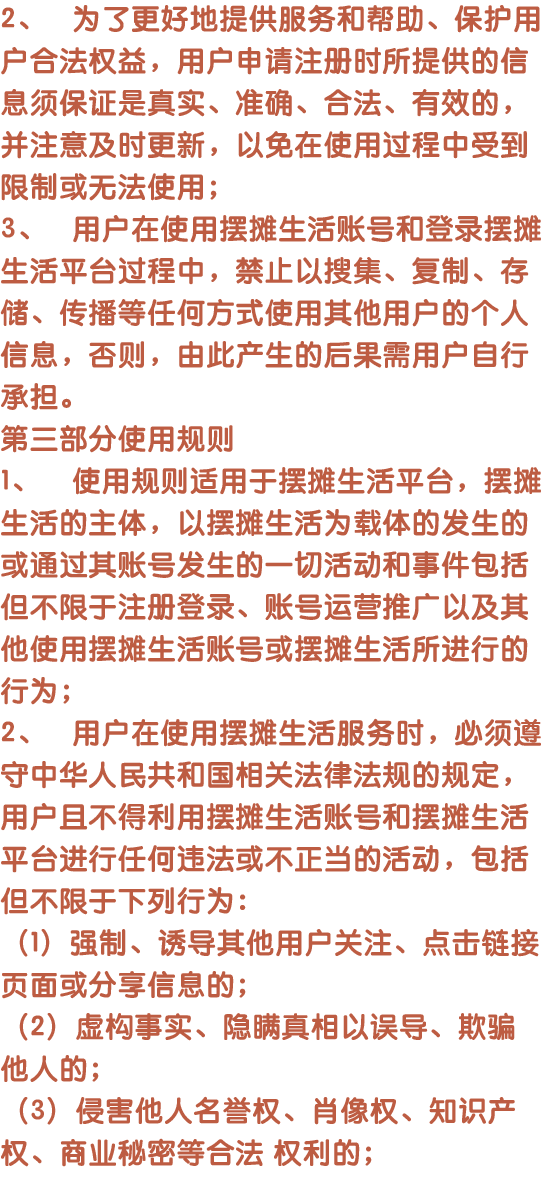 2、　为了更好地提供服务和帮助、保护用
户合法权益，用户申请注册时所提供的信
息须保证是真实、准确、合法、有效的，
并注意及时更新，以免在使用过程中受到
限制或无法使用；
3、　用户在使用摆摊生活账号和登录摆摊
生活平台过程中，禁止以搜集、复制、存
储、传播等任何方式使用其他用户的个人
信息，否则，由此产生的后果需用户自行
承担。
第三部分使用规则
1、　使用规则适用于摆摊生活平台，摆摊
生活的主体，以摆摊生活为载体的发生的
或通过其账号发生的一切活动和事件包括
但不限于注册登录、账号运营推广以及其
他使用摆摊生活账号或摆摊生活所进行的
行为；
2、　用户在使用摆摊生活服务时，必须遵
守中华人民共和国相关法律法规的规定，
用户且不得利用摆摊生活账号和摆摊生活
平台进行任何违法或不正当的活动，包括
但不限于下列行为：
（1）强制、诱导其他用户关注、点击链接
页面或分享信息的；
（2）虚构事实、隐瞒真相以误导、欺骗
他人的；
（3）侵害他人名誉权、肖像权、知识产
权、商业秘密等合法 权利的；